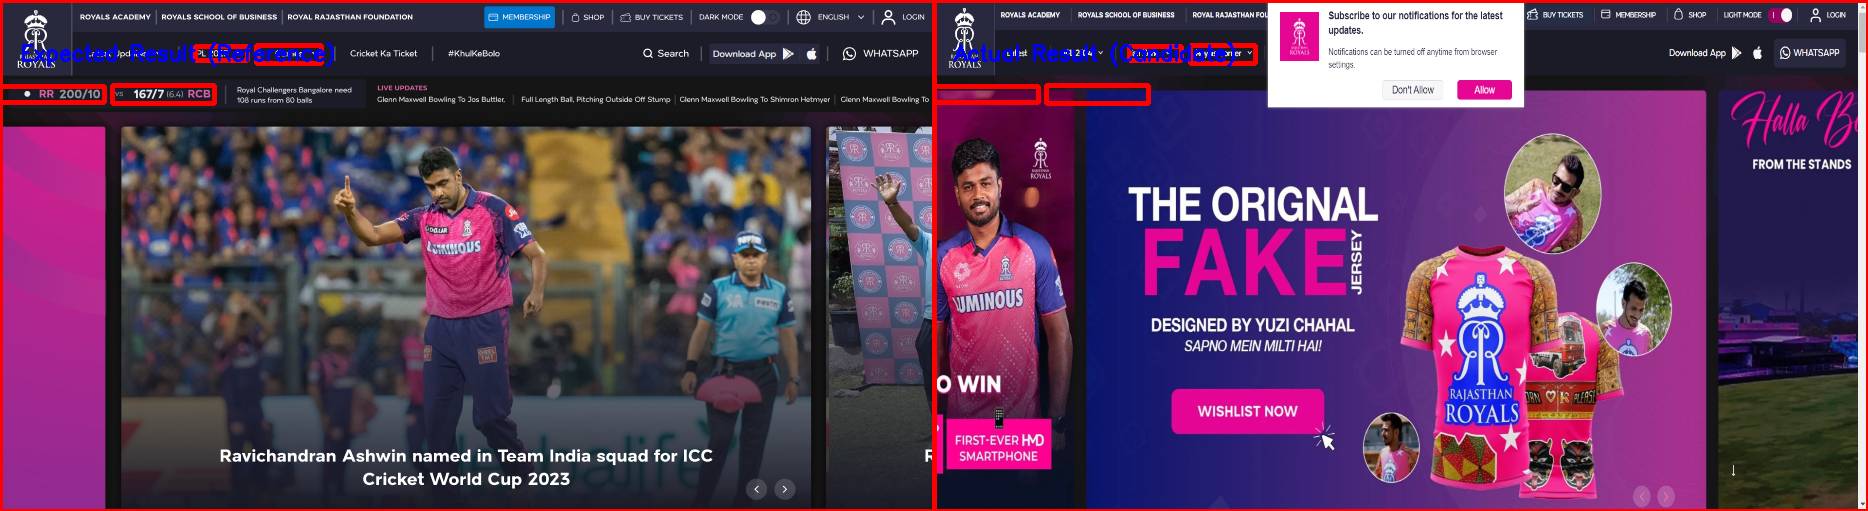 ROYALS ACADEMY ROYALS SCHOOL OF BUSINESS ROYAL RAJASTHAN FOUNDATION MEMBERSHIP SHOP BUY TICKETS DARK MODE ENGLISH LOGIN
Expected Result (Reference)
Cricket Ka Ticket #KhulKeBolo Search Download App WHATSAPP
ROYALS
RR 200/10 VS 167/7 (6.4) RCB
Royal Challengers Bangalore need
108 runs from 80 balls
LIVE UPDATES
Glenn Maxwell Bowling To Jos Buttler, Full Length Ball, Pitching Outside Off Stump Glenn Maxwell Bowling To Shimron Hetmyer Glenn Maxwell Bowling To
LUMINOUS
Ravichandran Ashwin named in Team India squad for ICC
Cricket World Cup 2023
ROYALS ACADEMY ROYALS SCHOOL OF BUSINESS ROYAL RAJASTHAN FOU
BUY TICKETS MEMBERSHIP SHOP LIGHT MODE LOGIN
Actual Result (Candidate)
Download App WHATSAPP
ROYALS
Subscribe to our notifications for the latest
updates.
Notifications can be turned off anytime from browser
settings.
Don't Allow Allow
LUMINOUS
O WIN
FIRST-EVER HMD
SMARTPHONE
THE ORIGNAL
FAKE
JERSEY
DESIGNED BY YUZI CHAHAL
SAPNO MEIN MILTI HAI!
WISHLIST NOW
RAJASTHAN
ROYALS
Halla Bo
FROM THE STANDS